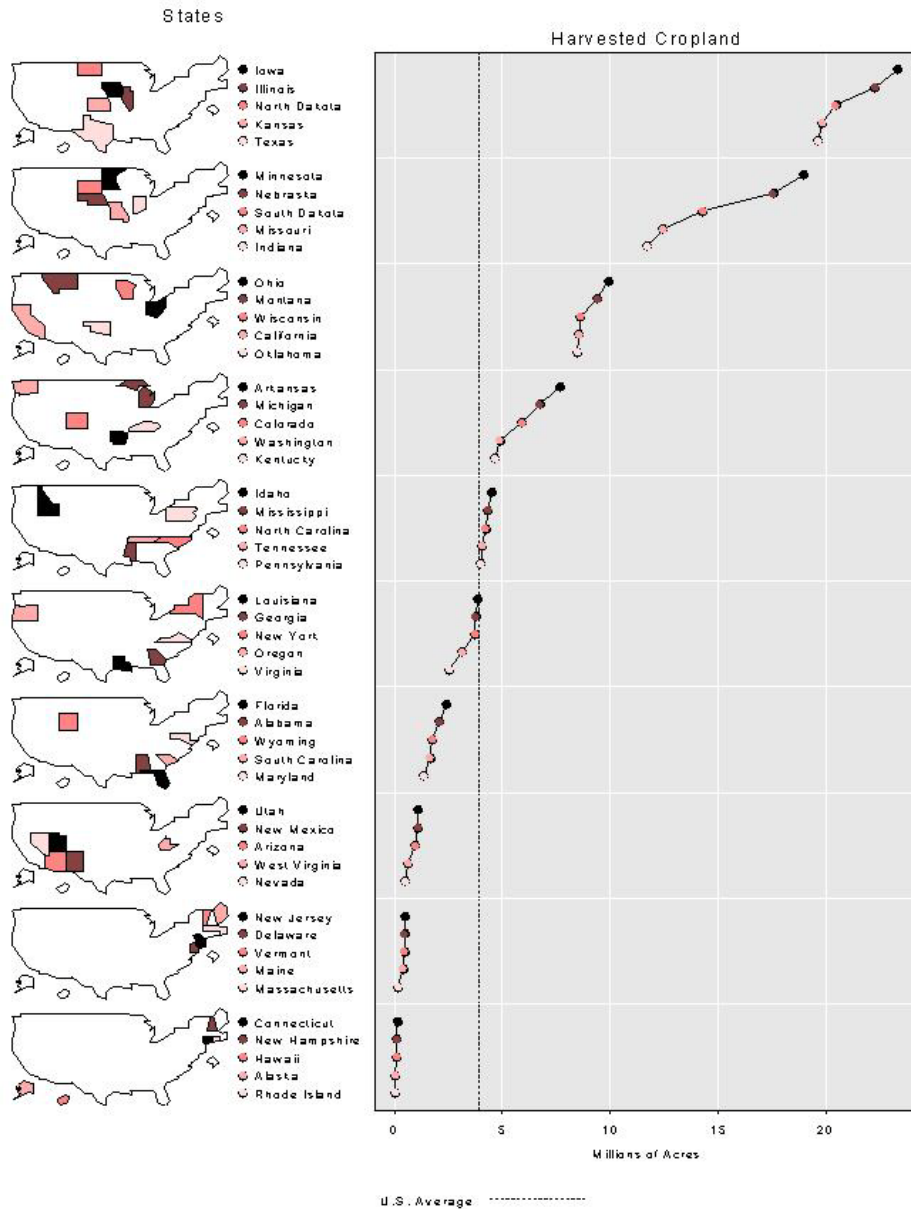 States
Harvested Cropland
Iowa
Illinois
North Dakota
Kansas
Texas
Minnesota
Nebraska
South Dakota
Missouri
Indiana
Ohio
Montana
Wisconsin
California
Oklahoma
Arkansas
Michigan
Colorado
Washington
Kentucky
Idaho
Mississippi
North Carolina
Tennessee
Pennsylvania
Louisiana
Georgia
New York
Oregon
Virginia
Florida
Alabama
Wyoming
South Carolina
Maryland
Utah
New Mexico
Arizona
West Virginia
Nevada
New Jersey
Delaware
Vermont
Maine
Massachusetts
Connecticut
New Hampshire
Hawaii
Alaska
Rhode Island
0 5 10 15 20
Millions of Acres
U.S. Average